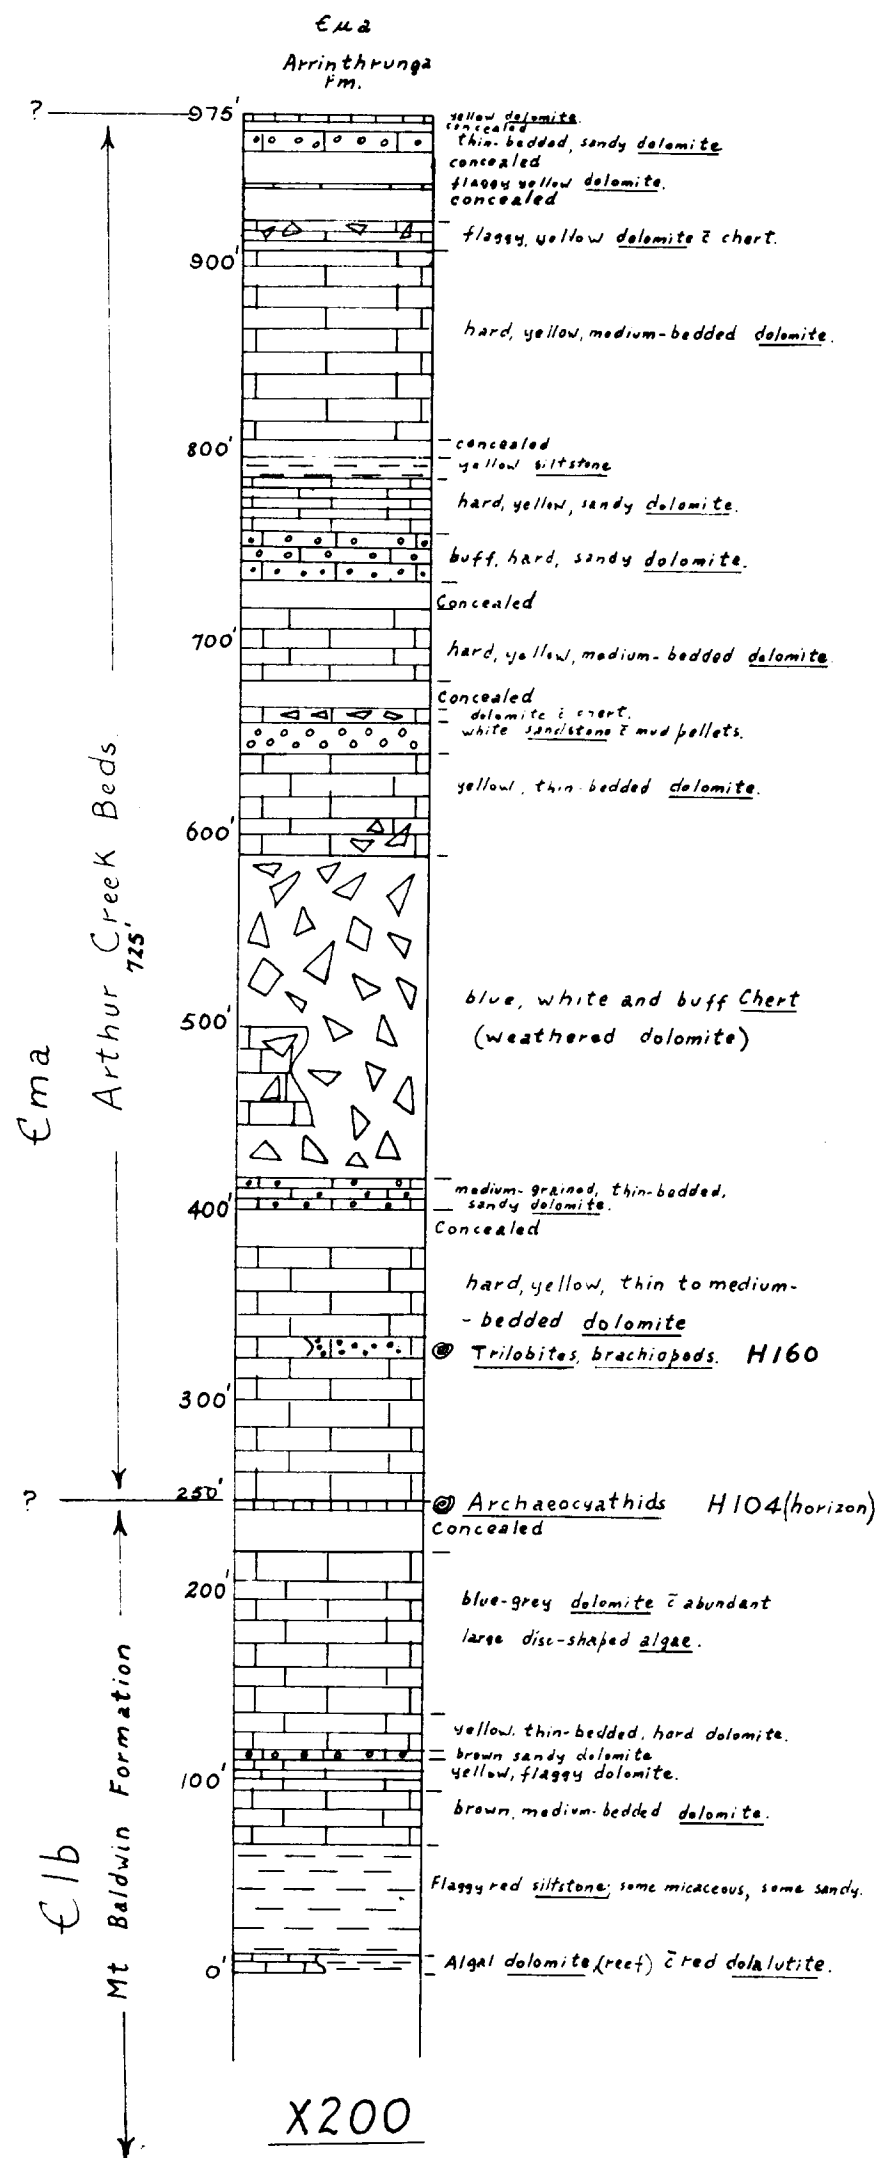 Єμa
Arrinthrunga
Fm.
?
975'
yellow dolomite.
concealed
thin-bedded, sandy dolomite
concealed
flaggy yellow dolomite.
concealed
flaggy, yellow dolomite c̄ chert.
900'
hard, yellow, medium-bedded dolomite.
800'
concealed
yellow siltstone
hard, yellow, sandy dolomite.
buff, hard, sandy dolomite.
Concealed
700'
hard, yellow, medium-bedded dolomite.
Concealed
dolomite c̄ chert.
white sandstone c̄ mud pellets.
yellow, thin-bedded dolomite.
600'
Єma
Arthur Creek Beds.
725'
500'
blue, white and buff Chert
(weathered dolomite)
medium-grained, thin-bedded,
sandy dolomite.
400'
Concealed
hard, yellow, thin to medium-
-bedded dolomite
Trilobites, brachiopods. H160
300'
?
250'
Archaeocyathids H104 (horizon)
Concealed
200'
blue-grey dolomite c̄ abundant
large disc-shaped algae.
yellow, thin-bedded, hard dolomite.
brown sandy dolomite
yellow, flaggy dolomite.
100'
brown, medium-bedded dolomite.
Єlb
Mt Baldwin Formation
Flaggy red siltstone; some micaceous, some sandy.
0'
Algal dolomite (reef) c̄ red dolalutite.
X200